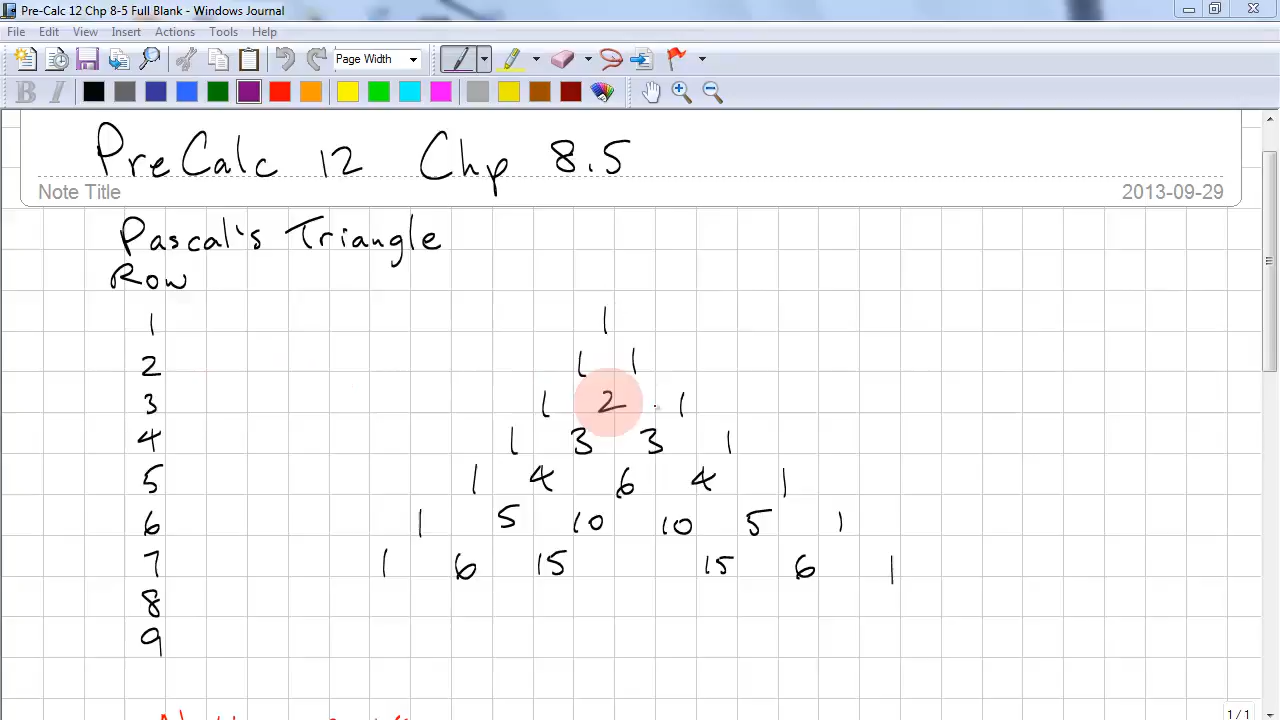 Pre-Calc 12 Chp 8-5 Full Blank - Windows Journal
File Edit View Insert Actions Tools Help
Page Width
B I
PreCalc 12 Chp 8.5
Note Title 2013-09-29
Pascal's Triangle
Row
1 1
2 1 1
3 1 2 1
4 1 3 3 1
5 1 4 6 4 1
6 1 5 10 10 5 1
7 1 6 15 15 6 1
8
9
1/1